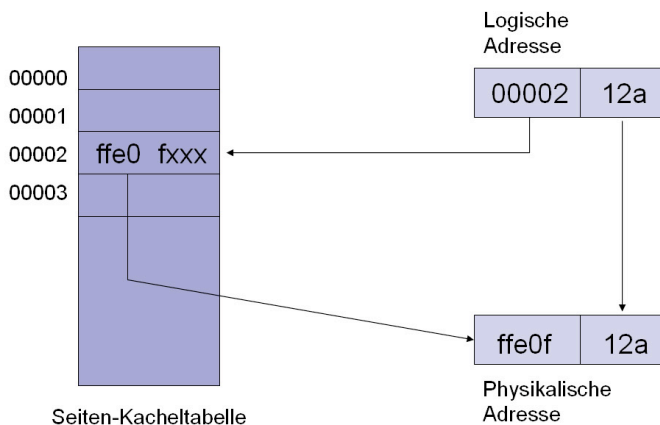 Logische
Adresse
00002 12a
00000
00001
00002 ffe0 fxxx
00003
ffe0f 12a
Physikalische
Adresse
Seiten-Kacheltabelle